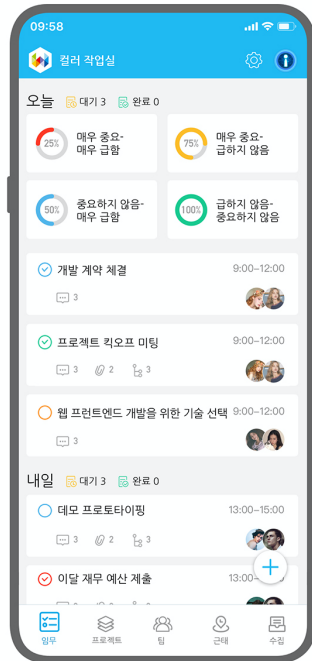 09:58
컬러 작업실
오늘 대기 3 완료 0
25% 매우 중요-
매우 급함
75% 매우 중요-
급하지 않음
50% 중요하지 않음-
매우 급함
100% 급하지 않음-
중요하지 않음
개발 계약 체결 9:00–12:00
3
프로젝트 킥오프 미팅 9:00–12:00
3 2 3
웹 프런트엔드 개발을 위한 기술 선택 9:00–12:00
3
내일 대기 3 완료 0
데모 프로토타이핑 13:00–15:00
3 2 3
이달 재무 예산 제출 13:00–
임무 프로젝트 팀 근태 수집